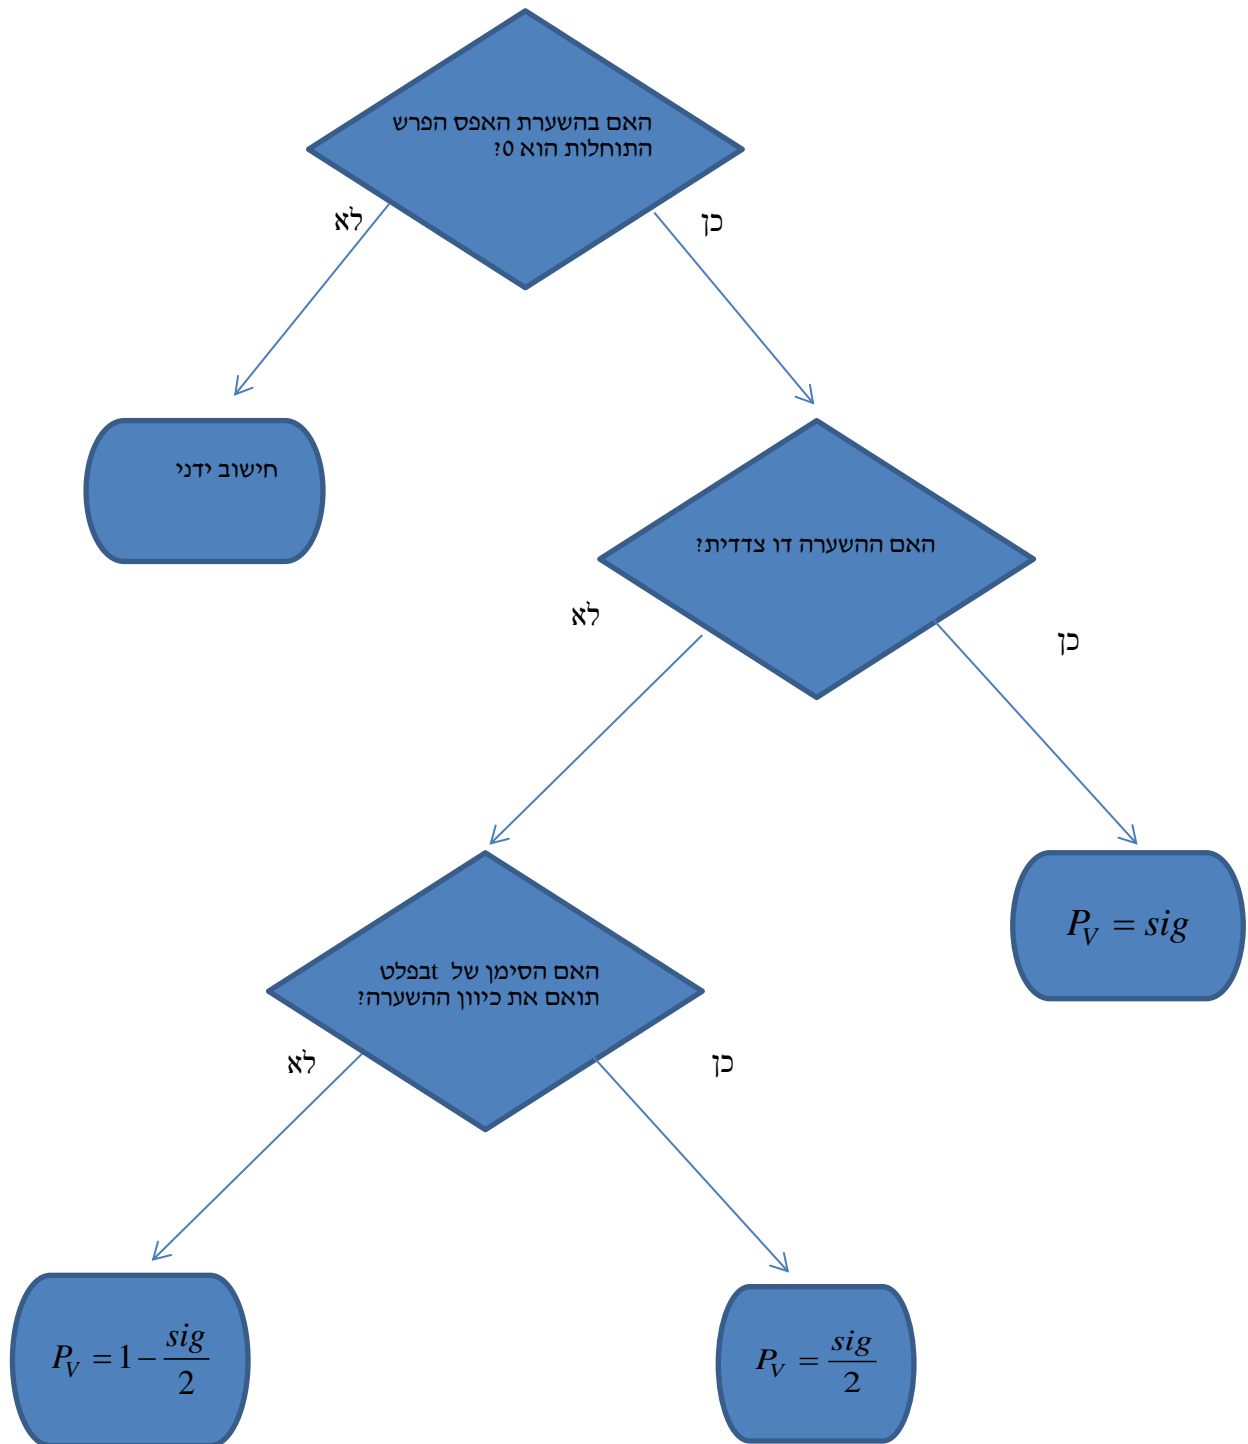 האם בהשערת האפס הפרש
התוחלות הוא 0?
לא
כן
חישוב ידני
האם ההשערה דו צדדית?
לא
כן
P_V = sig
האם הסימן של tבפלט
תואם את כיוון ההשערה?
לא
כן
P_V = 1 - sig/2
P_V = sig/2